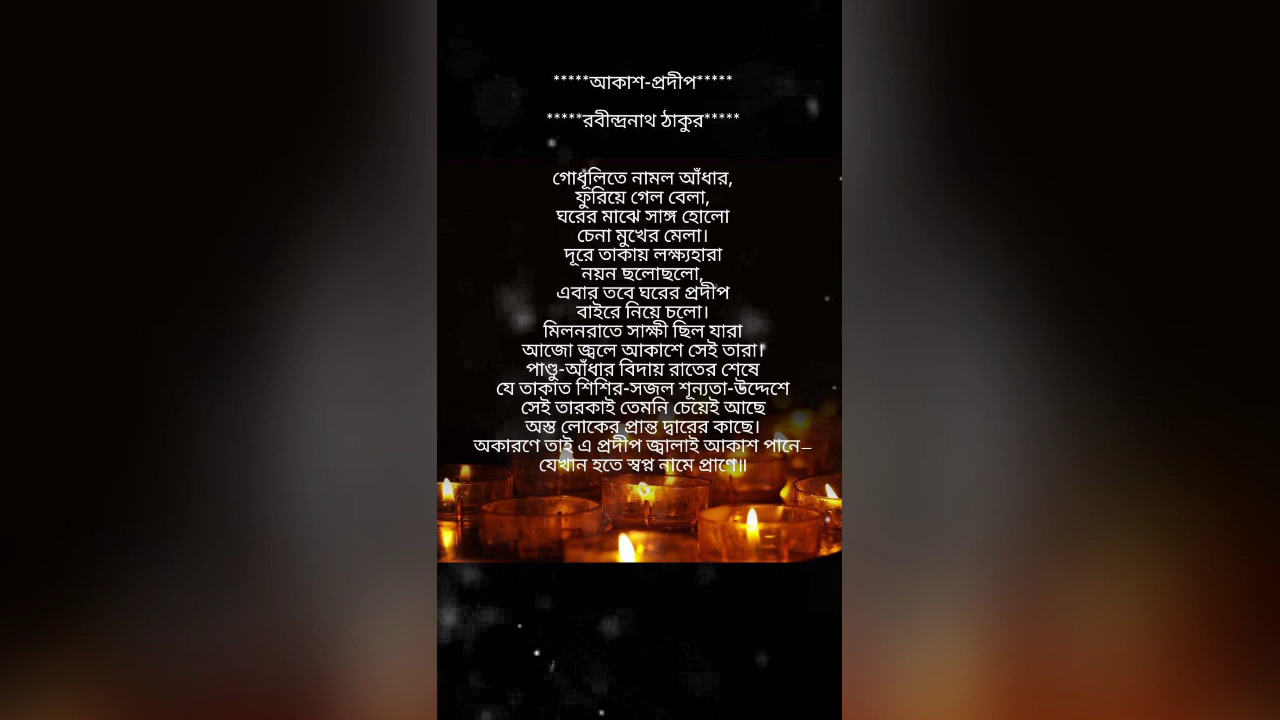 *****আকাশ-প্রদীপ*****
*****রবীন্দ্রনাথ ঠাকুর*****
গোধূলিতে নামল আঁধার,
ফুরিয়ে গেল বেলা,
ঘরের মাঝে সাঙ্গ হোলো
চেনা মুখের মেলা।
দূরে তাকায় লক্ষ্যহারা
নয়ন ছলোছলো,
এবার তবে ঘরের প্রদীপ
বাইরে নিয়ে চলো।
মিলনরাতে সাক্ষী ছিল যারা
আজো জ্বলে আকাশে সেই তারা।
পাণ্ডু-আঁধার বিদায় রাতের শেষে
যে তাকাত শিশির-সজল শূন্যতা-উদ্দেশে
সেই তারকাই তেমনি চেয়েই আছে
অস্ত লোকের প্রান্ত দ্বারের কাছে।
অকারণে তাই এ প্রদীপ জ্বালাই আকাশ পানে–
যেখান হতে স্বপ্ন নামে প্রাণে॥